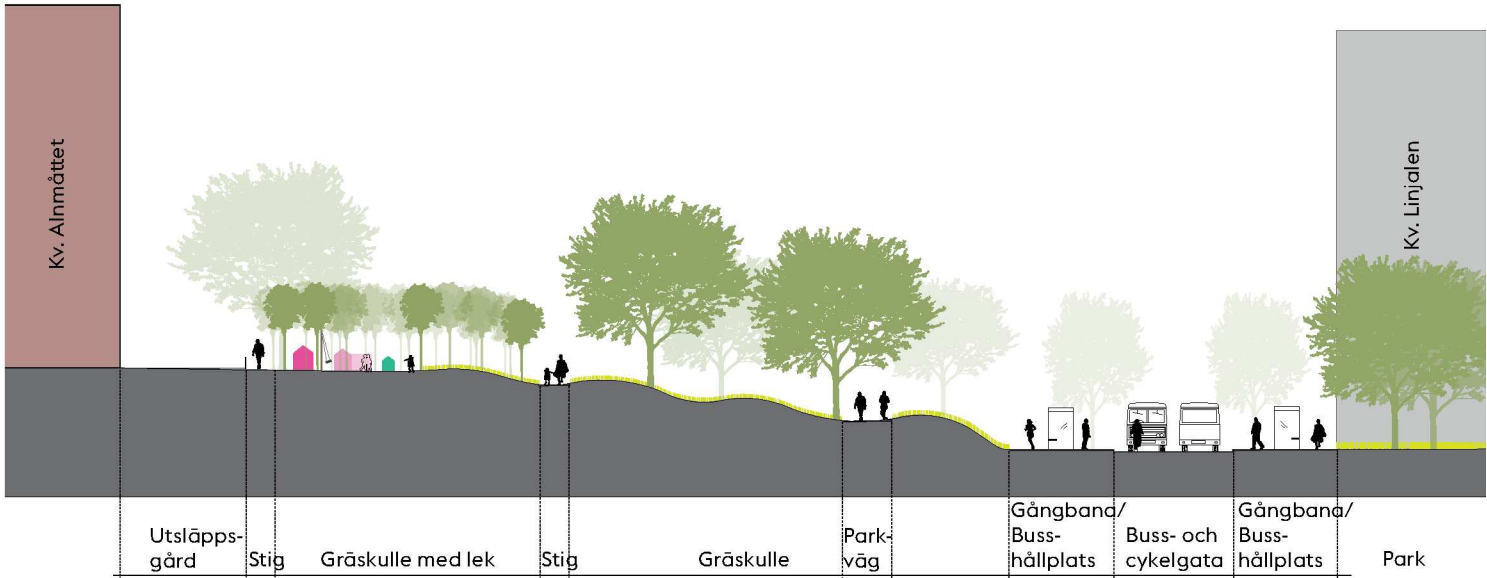 Kv. Alnmåttet
Kv. Linjalen
Utsläpps-
gård
Stig
Gräskulle med lek
Stig
Gräskulle
Park-
väg
Gångbana/
Buss-
hållplats
Buss- och
cykelgata
Gångbana/
Buss-
hållplats
Park